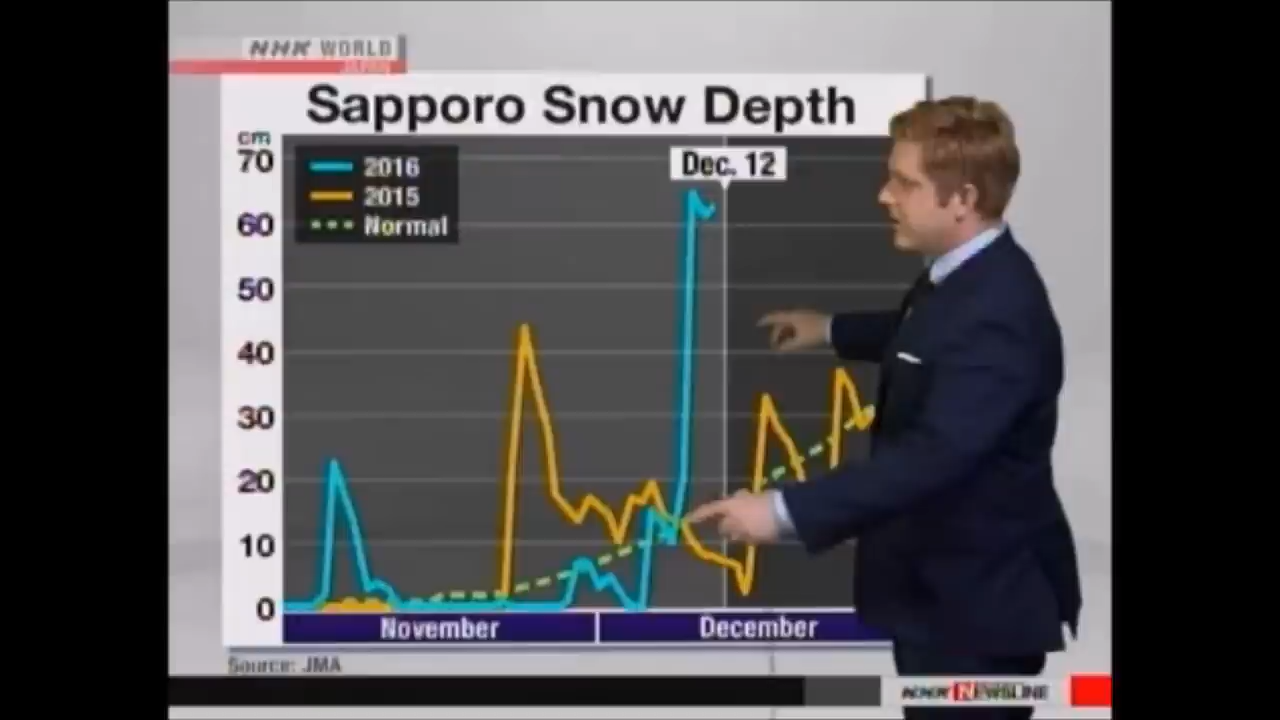 NHK WORLD
JAPAN
Sapporo Snow Depth
cm
70
60
50
40
30
20
10
0
2016
2015
Normal
Dec. 12
November
December
Source: JMA
NHK NEWSLINE